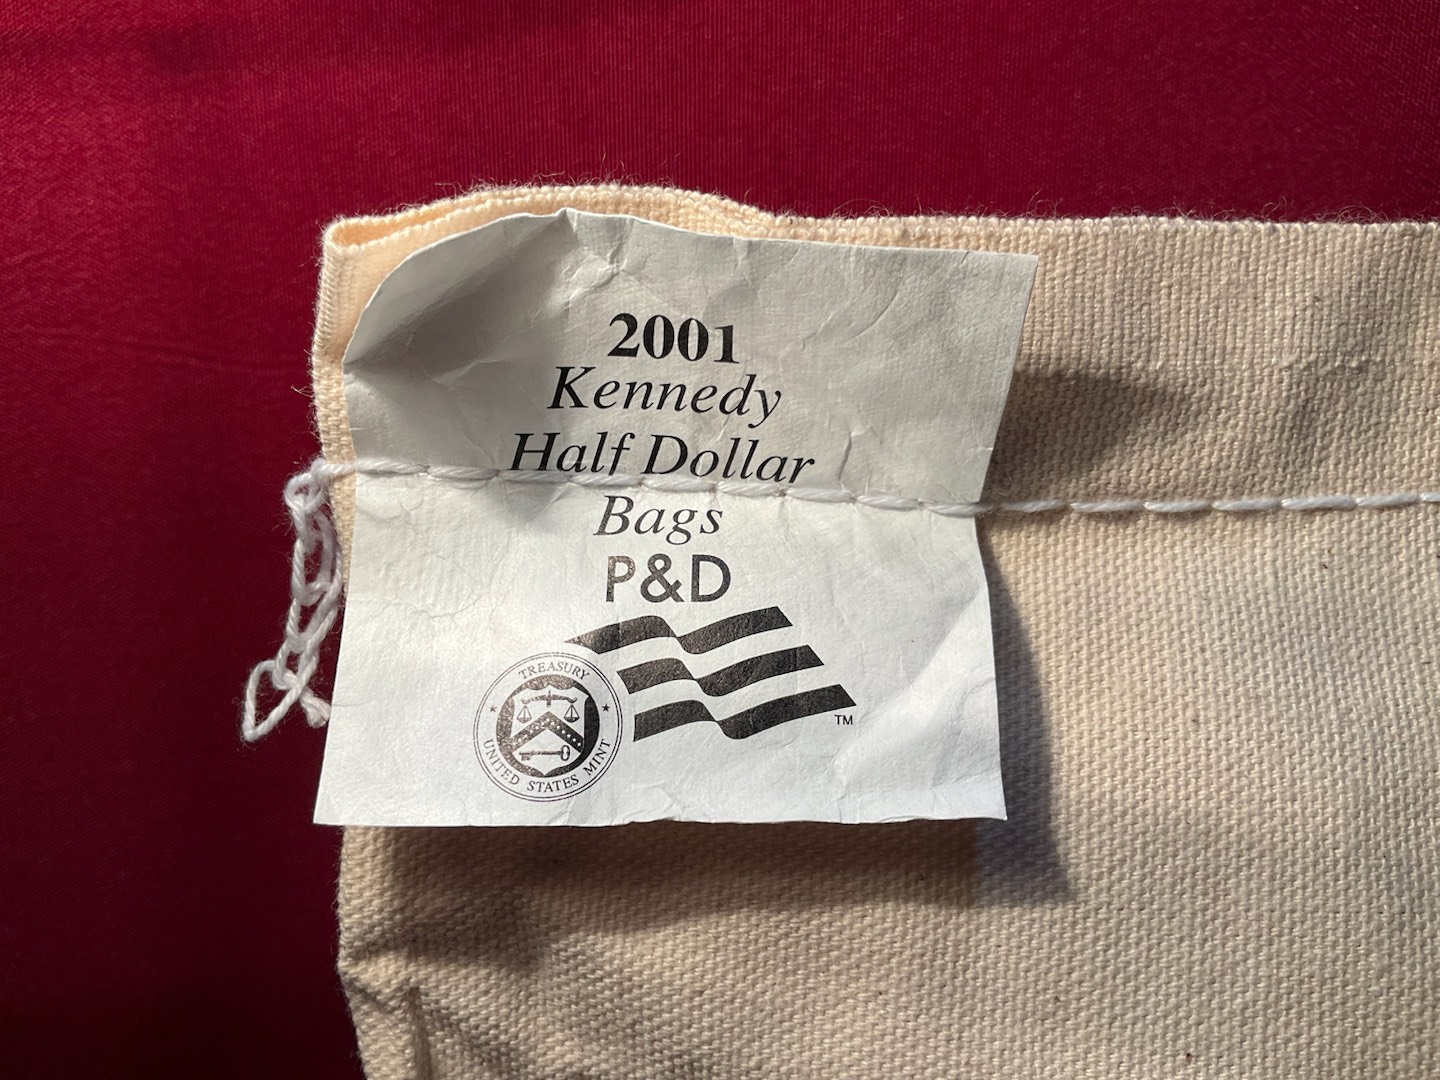 2001
Kennedy
Half Dollar
Bags
P&D
TREASURY
UNITED STATES MINT
TM